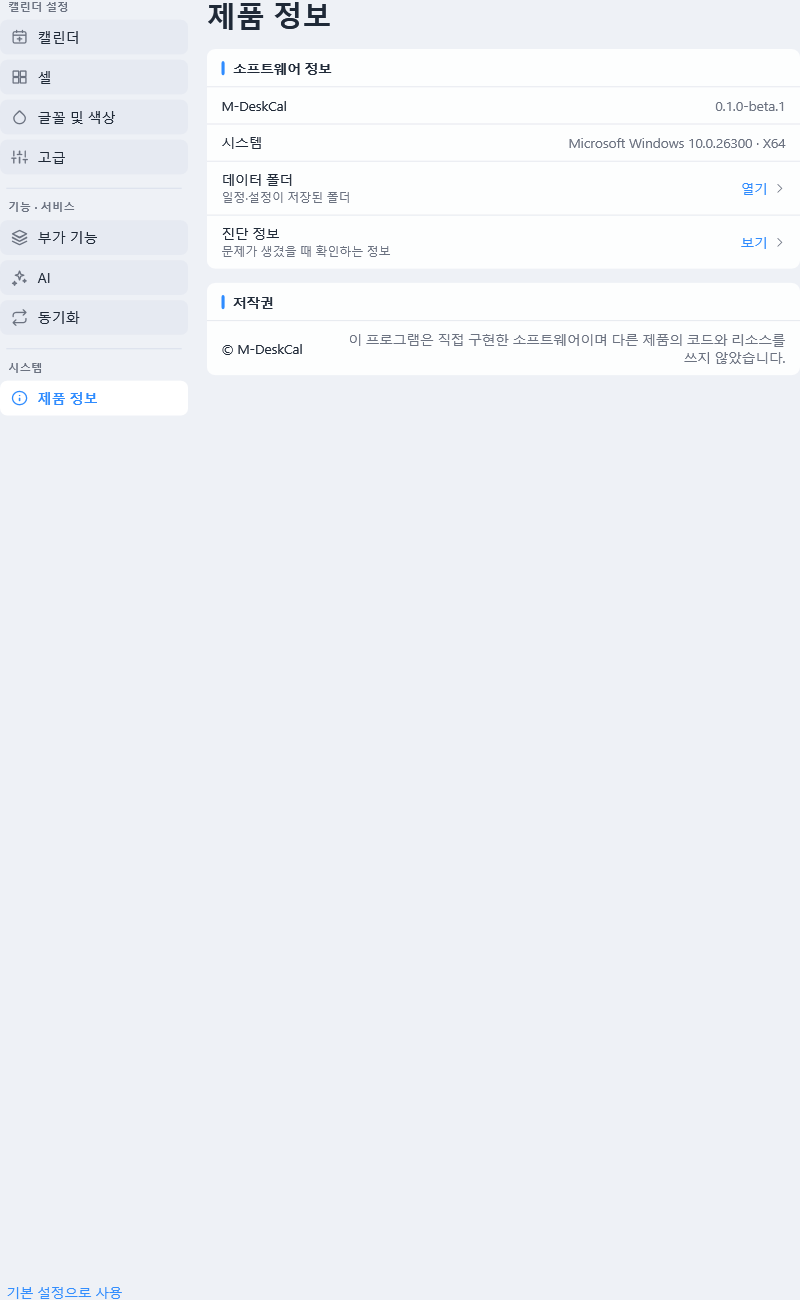 캘린더 설정
캘린더
셀
글꼴 및 색상
고급
기능 · 서비스
부가 기능
AI
동기화
시스템
제품 정보
기본 설정으로 사용
제품 정보
소프트웨어 정보
M-DeskCal
0.1.0-beta.1
시스템
Microsoft Windows 10.0.26300 · X64
데이터 폴더
일정·설정이 저장된 폴더
열기
진단 정보
문제가 생겼을 때 확인하는 정보
보기
저작권
© M-DeskCal
이 프로그램은 직접 구현한 소프트웨어이며 다른 제품의 코드와 리소스를
쓰지 않았습니다.